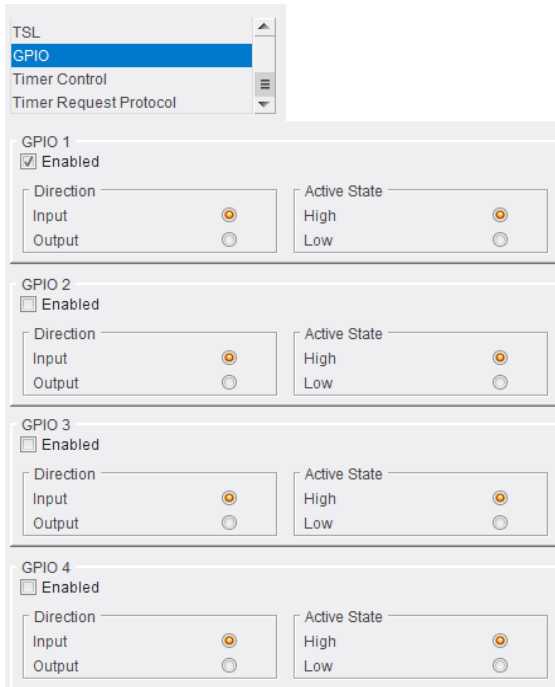 TSL
GPIO
Timer Control
Timer Request Protocol
GPIO 1
Enabled
Direction
Active State
Input
High
Output
Low
GPIO 2
Enabled
Direction
Active State
Input
High
Output
Low
GPIO 3
Enabled
Direction
Active State
Input
High
Output
Low
GPIO 4
Enabled
Direction
Active State
Input
High
Output
Low